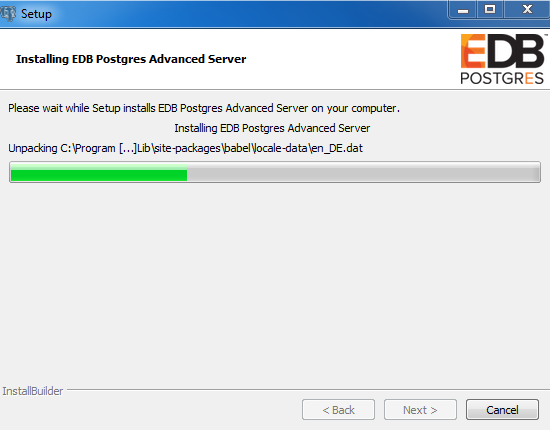 Setup
Installing EDB Postgres Advanced Server
EDB
POSTGRES
Please wait while Setup installs EDB Postgres Advanced Server on your computer.
Installing EDB Postgres Advanced Server
Unpacking C:\Program [...]Lib\site-packages\babel\locale-data\en_DE.dat
InstallBuilder
< Back
Next >
Cancel